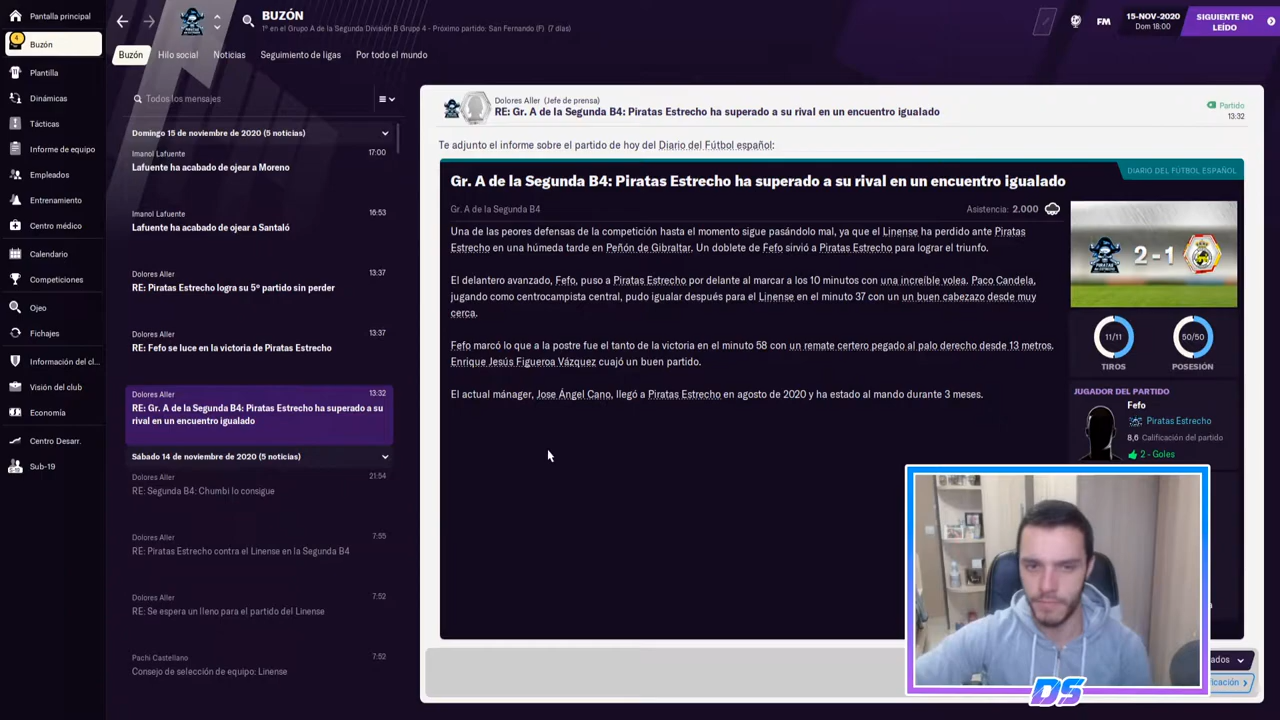 Pantalla principal
4
Buzón
Plantilla
Dinámicas
Tácticas
Informe de equipo
Empleados
Entrenamiento
Centro médico
Calendario
Competiciones
Ojeo
Fichajes
Información del cl...
Visión del club
Economía
Centro Desarr.
Sub-19
BUZÓN
1º en el Grupo A de la Segunda División B Grupo 4 - Próximo partido: San Fernando (F) (7 días)
FM
15-NOV-2020
Dom 18:00
SIGUIENTE NO
LEÍDO
Buzón
Hilo social
Noticias
Seguimiento de ligas
Por todo el mundo
Todos los mensajes
Domingo 15 de noviembre de 2020 (5 noticias)
Imanol Lafuente 17:00
Lafuente ha acabado de ojear a Moreno
Imanol Lafuente 16:53
Lafuente ha acabado de ojear a Santaló
Dolores Aller 13:37
RE: Piratas Estrecho logra su 5º partido sin perder
Dolores Aller 13:37
RE: Fefo se luce en la victoria de Piratas Estrecho
Dolores Aller 13:32
RE: Gr. A de la Segunda B4: Piratas Estrecho ha superado a su
rival en un encuentro igualado
Sábado 14 de noviembre de 2020 (5 noticias)
Dolores Aller 21:54
RE: Segunda B4: Chumbi lo consigue
Dolores Aller 7:55
RE: Piratas Estrecho contra el Linense en la Segunda B4
Dolores Aller 7:52
RE: Se espera un lleno para el partido del Linense
Pachi Castellano 7:52
Consejo de selección de equipo: Linense
Dolores Aller (Jefe de prensa)
RE: Gr. A de la Segunda B4: Piratas Estrecho ha superado a su rival en un encuentro igualado
Partido
13:32
Te adjunto el informe sobre el partido de hoy del Diario del Fútbol español:
DIARIO DEL FÚTBOL ESPAÑOL
Gr. A de la Segunda B4: Piratas Estrecho ha superado a su rival en un encuentro igualado
Gr. A de la Segunda B4
Asistencia: 2.000
Una de las peores defensas de la competición hasta el momento sigue pasándolo mal, ya que el Linense ha perdido ante Piratas
Estrecho en una húmeda tarde en Peñón de Gibraltar. Un doblete de Fefo sirvió a Piratas Estrecho para lograr el triunfo.
El delantero avanzado, Fefo, puso a Piratas Estrecho por delante al marcar a los 10 minutos con una increíble volea. Paco Candela,
jugando como centrocampista central, pudo igualar después para el Linense en el minuto 37 con un buen cabezazo desde muy
cerca.
Fefo marcó lo que a la postre fue el tanto de la victoria en el minuto 58 con un remate certero pegado al palo derecho desde 13 metros.
Enrique Jesús Figueroa Vázquez cuajó un buen partido.
El actual mánager, Jose Ángel Cano, llegó a Piratas Estrecho en agosto de 2020 y ha estado al mando durante 3 meses.
2 - 1
11/11
TIROS
50/50
POSESIÓN
JUGADOR DEL PARTIDO
Fefo
Piratas Estrecho
8,6 Calificación del partido
2 - Goles
DS